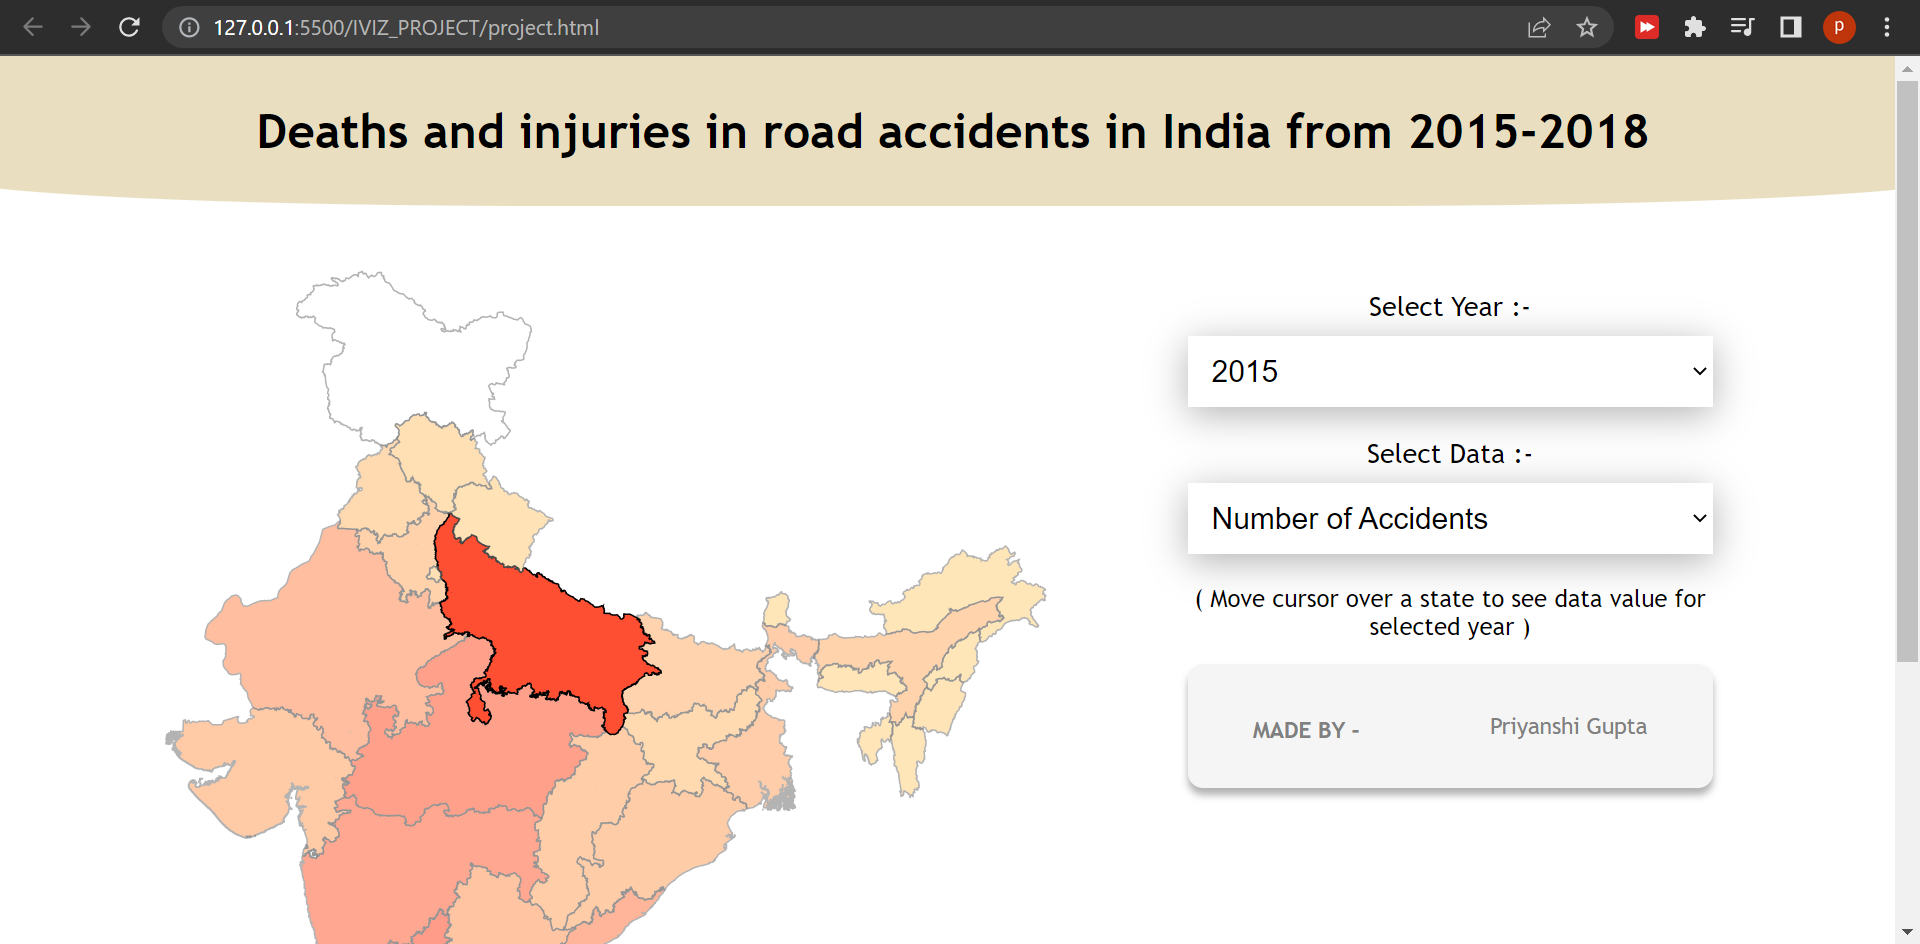 127.0.0.1:5500/IVIZ_PROJECT/project.html
p
Deaths and injuries in road accidents in India from 2015-2018
Select Year :-
2015
Select Data :-
Number of Accidents
( Move cursor over a state to see data value for
selected year )
MADE BY - Priyanshi Gupta